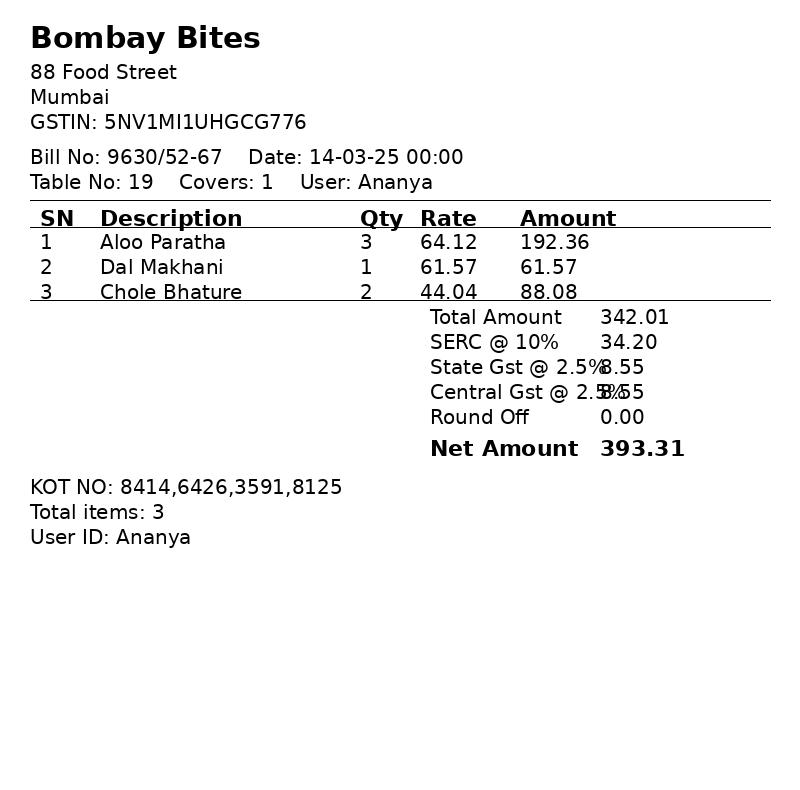 Bombay Bites
88 Food Street
Mumbai
GSTIN: 5NV1MI1UHGCG776
Bill No: 9630/52-67 Date: 14-03-25 00:00
Table No: 19 Covers: 1 User: Ananya
SN Description Qty Rate Amount
1 Aloo Paratha 3 64.12 192.36
2 Dal Makhani 1 61.57 61.57
3 Chole Bhature 2 44.04 88.08
Total Amount 342.01
SERC @ 10% 34.20
State Gst @ 2.5% 8.55
Central Gst @ 2.5% 8.55
Round Off 0.00
Net Amount 393.31
KOT NO: 8414,6426,3591,8125
Total items: 3
User ID: Ananya